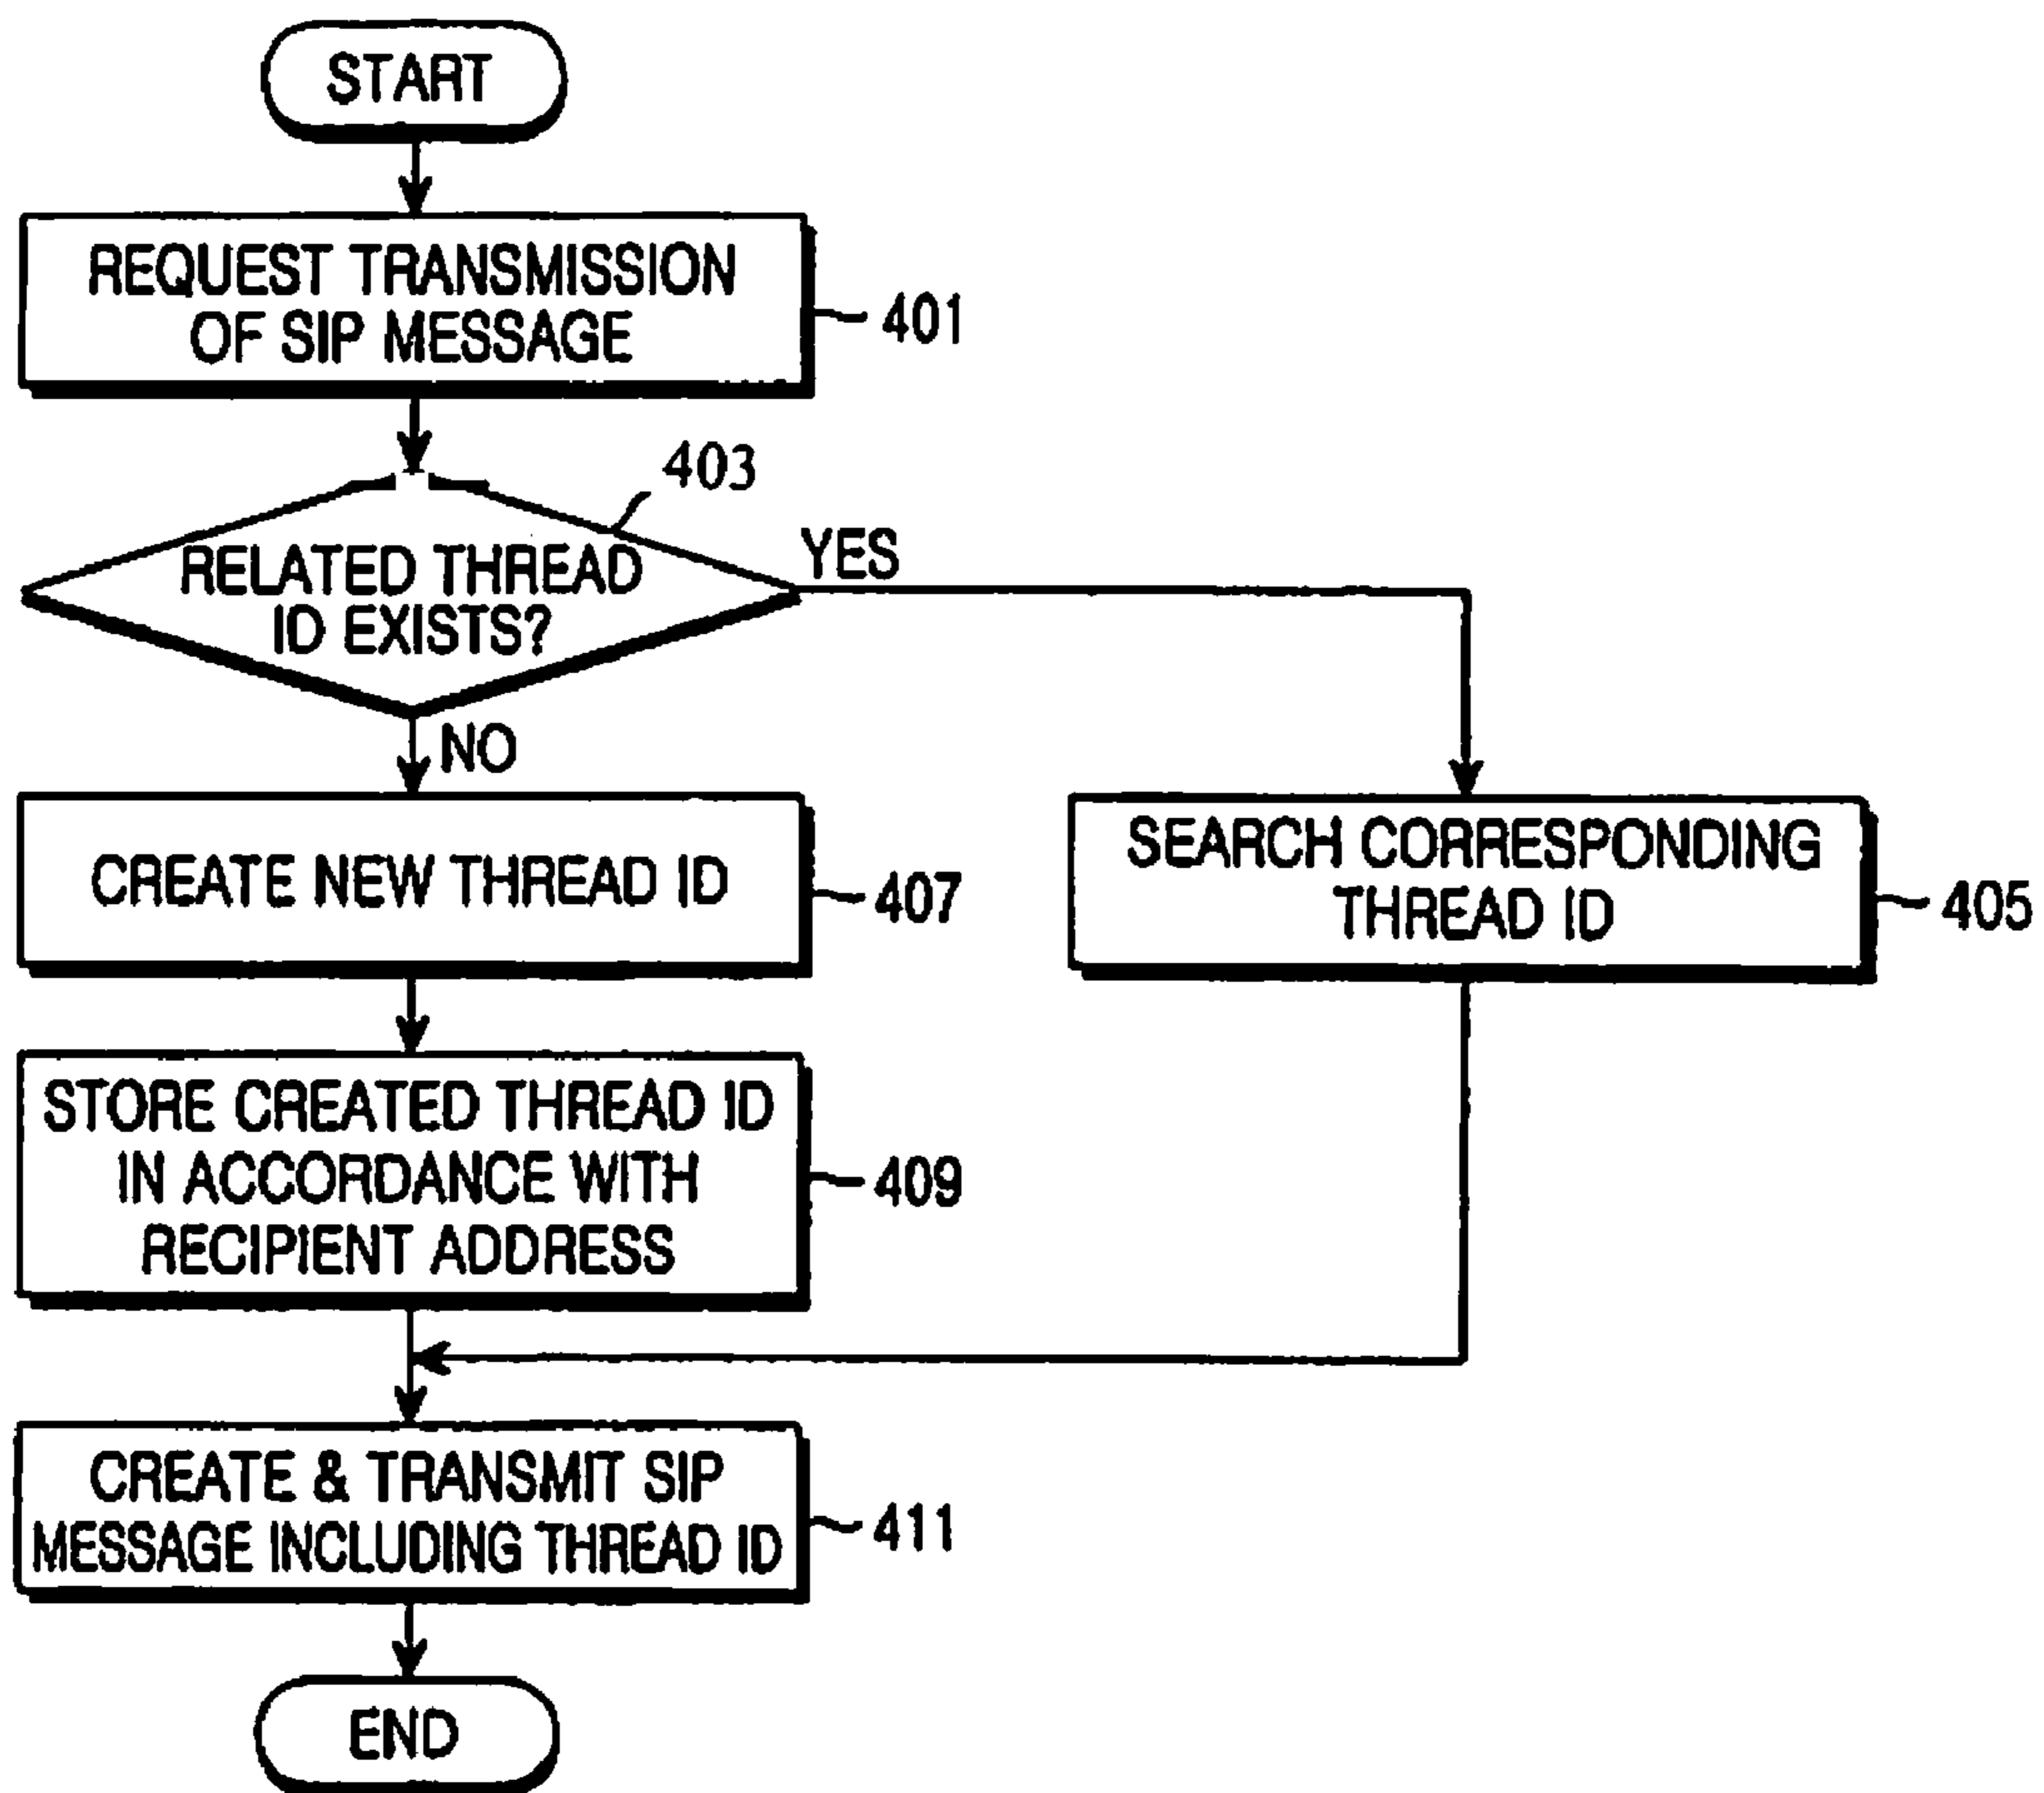 START
REQUEST TRANSMISSION
OF SIP MESSAGE
401
403
RELATED THREAD
ID EXISTS?
YES
NO
CREATE NEW THREAD ID
407
SEARCH CORRESPONDING
THREAD ID
405
STORE CREATED THREAD ID
IN ACCORDANCE WITH
RECIPIENT ADDRESS
409
CREATE & TRANSMIT SIP
MESSAGE INCLUDING THREAD ID
411
END